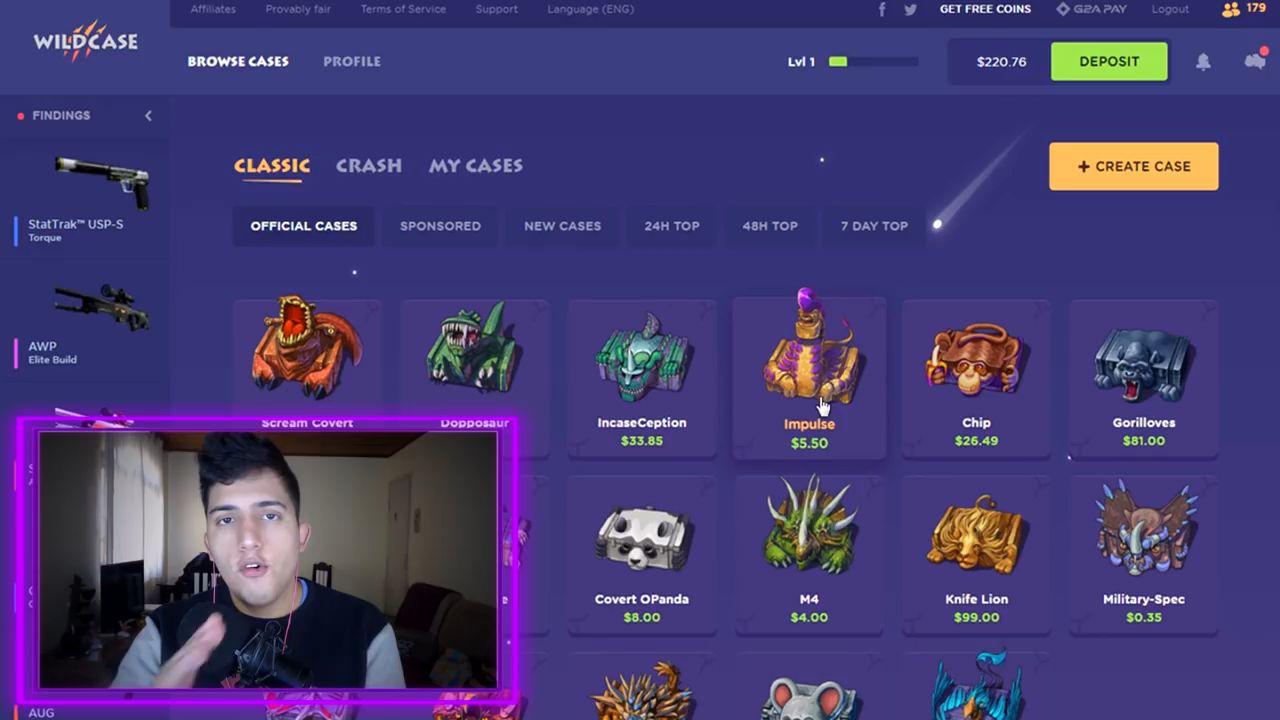 Affiliates
Provably fair
Terms of Service
Support
Language (ENG)
GET FREE COINS
G2A PAY
Logout
179
WILDCASE
BROWSE CASES
PROFILE
Lvl 1
$220.76
DEPOSIT
FINDINGS
CLASSIC
CRASH
MY CASES
+ CREATE CASE
StatTrak™ USP-S
Torque
OFFICIAL CASES
SPONSORED
NEW CASES
24H TOP
48H TOP
7 DAY TOP
AWP
Elite Build
Scream Covert
Dopposaur
IncaseCeption
$33.85
Impulse
$5.50
Chip
$26.49
Gorilloves
$81.00
Covert OPanda
$8.00
M4
$4.00
Knife Lion
$99.00
Military-Spec
$0.35
AUG